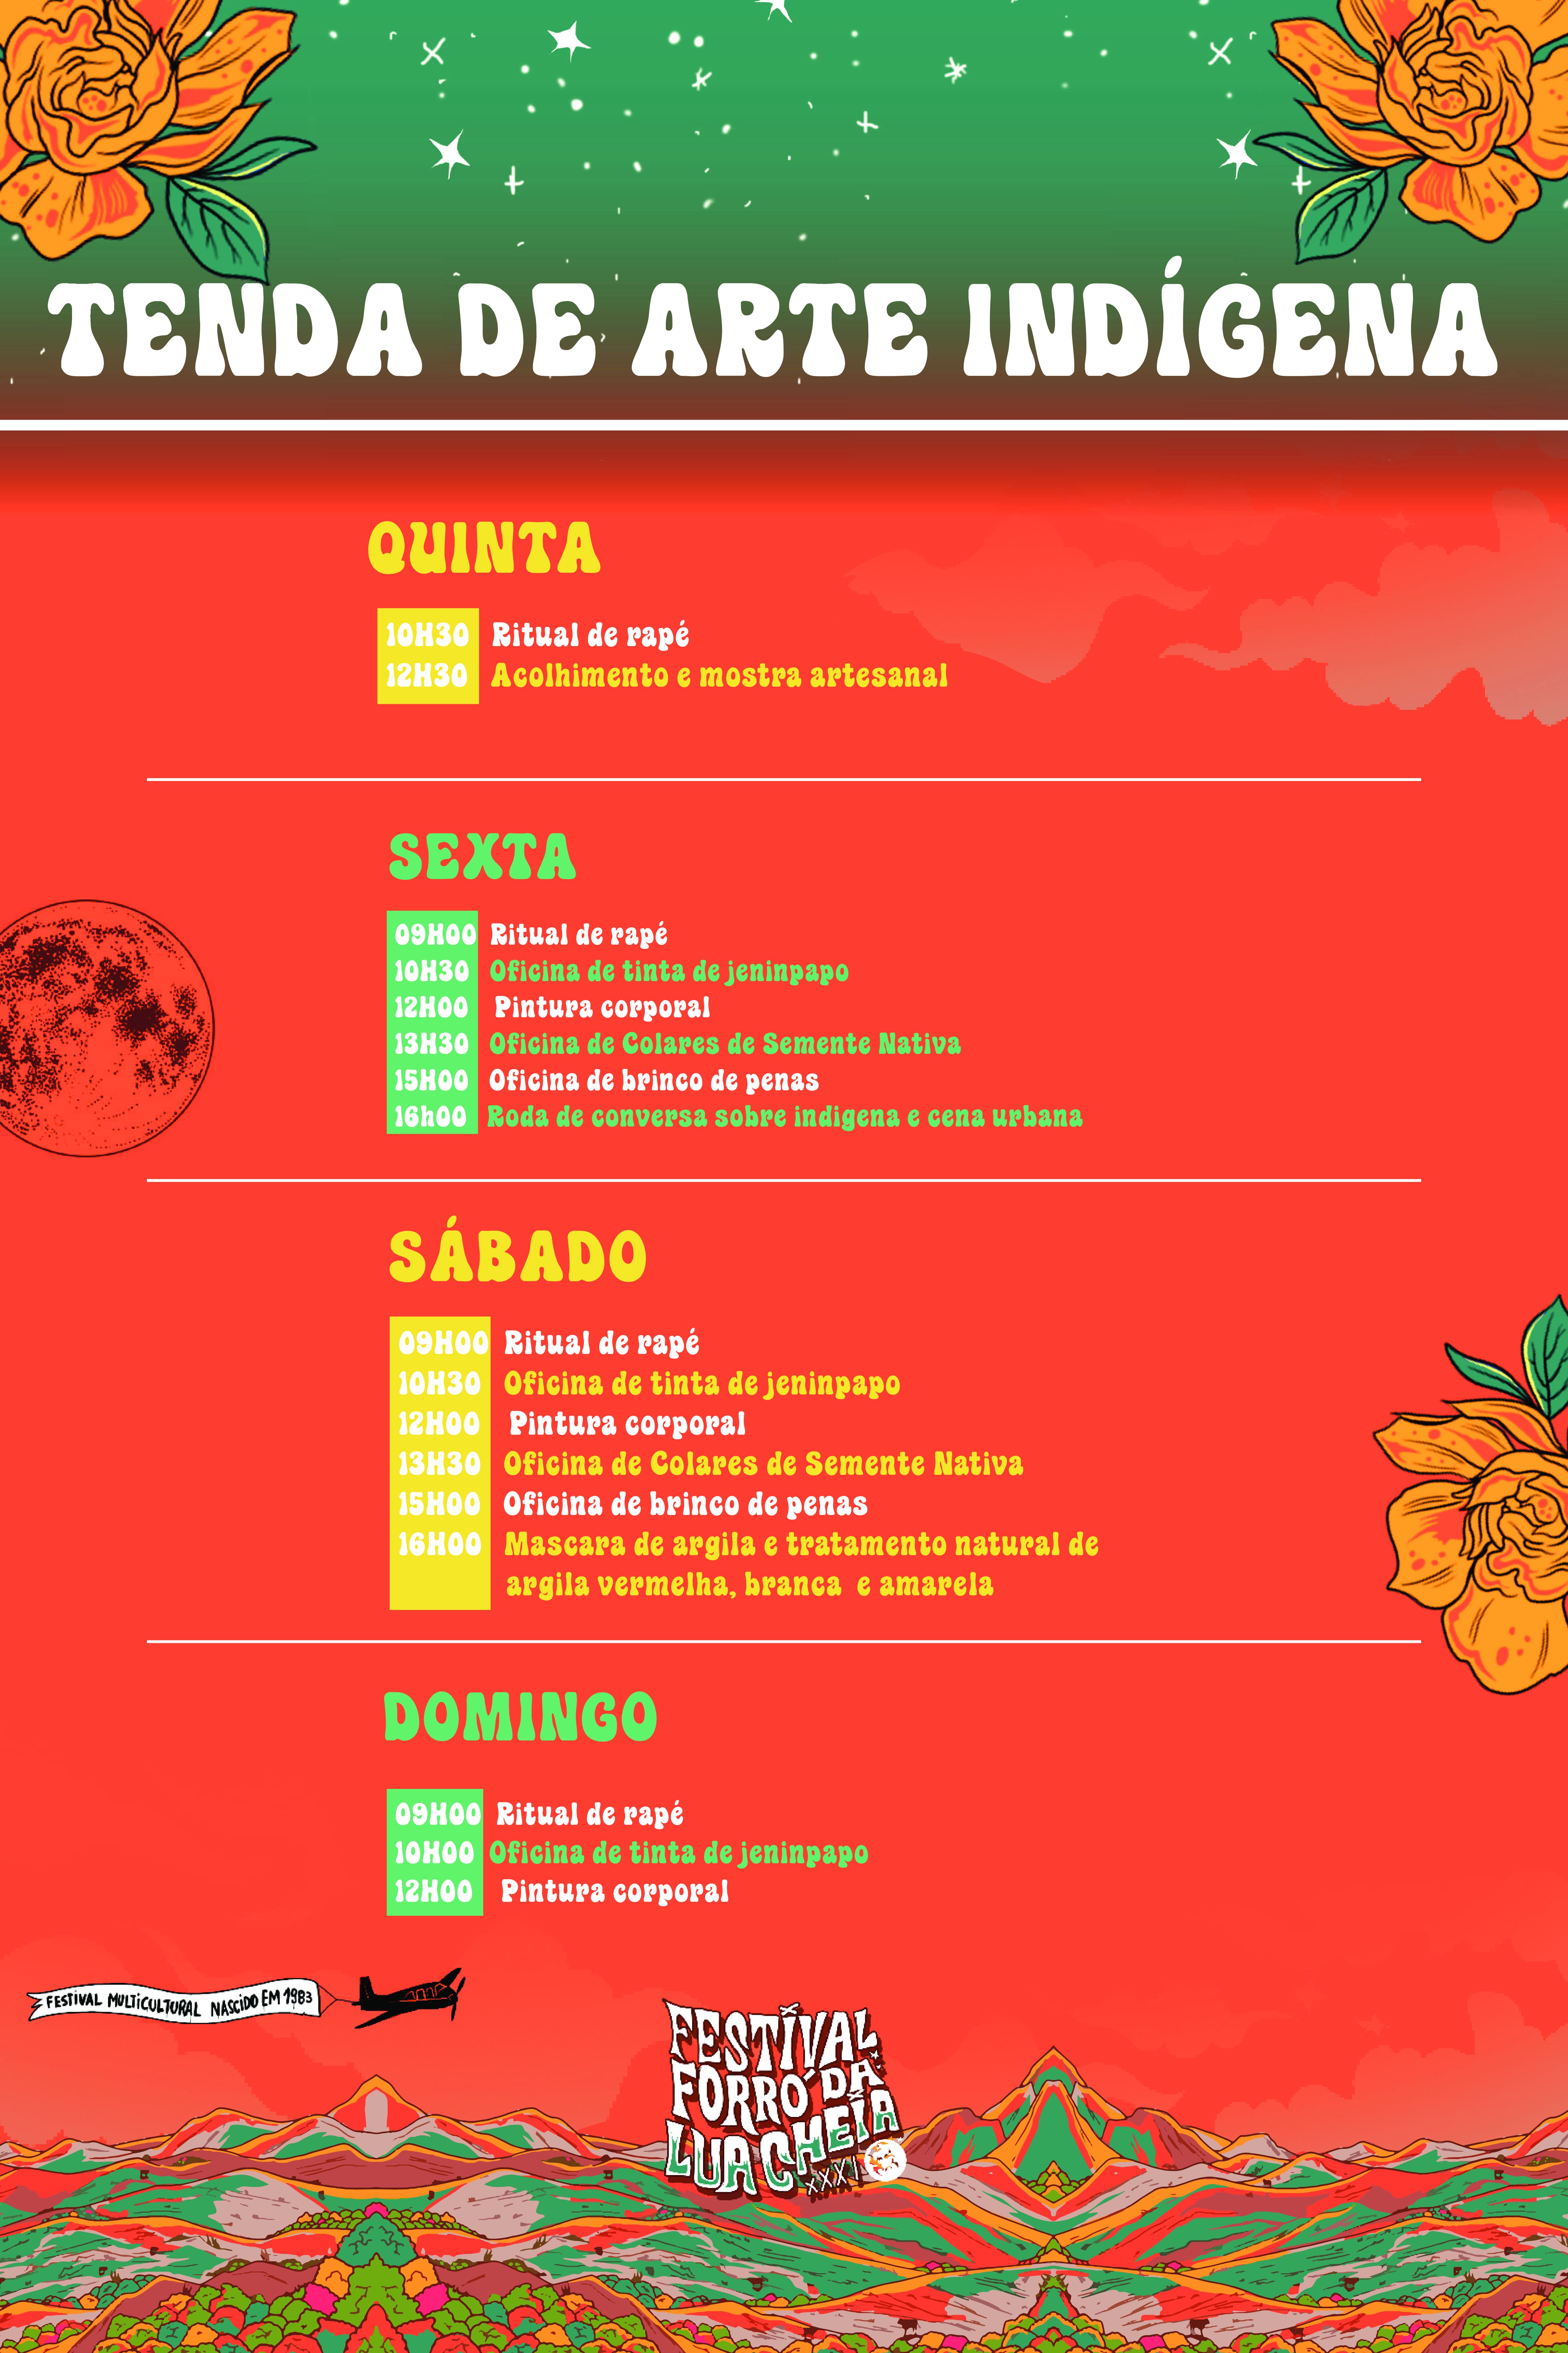 TENDA DE ARTE INDÍGENA
QUINTA
10H30 Ritual de rapé
12H30 Acolhimento e mostra artesanal
SEXTA
09H00 Ritual de rapé
10H30 Oficina de tinta de jeninpapo
12H00 Pintura corporal
13H30 Oficina de Colares de Semente Nativa
15H00 Oficina de brinco de penas
16h00 Roda de conversa sobre indigena e cena urbana
SÁBADO
09H00 Ritual de rapé
10H30 Oficina de tinta de jeninpapo
12H00 Pintura corporal
13H30 Oficina de Colares de Semente Nativa
15H00 Oficina de brinco de penas
16H00 Mascara de argila e tratamento natural de
argila vermelha, branca e amarela
DOMINGO
09H00 Ritual de rapé
10H00 Oficina de tinta de jeninpapo
12H00 Pintura corporal
FESTIVAL MULTICULTURAL NASCIDO EM 1983
FESTIVAL
FORRÓ DA
LUA CHEIA
XXXI